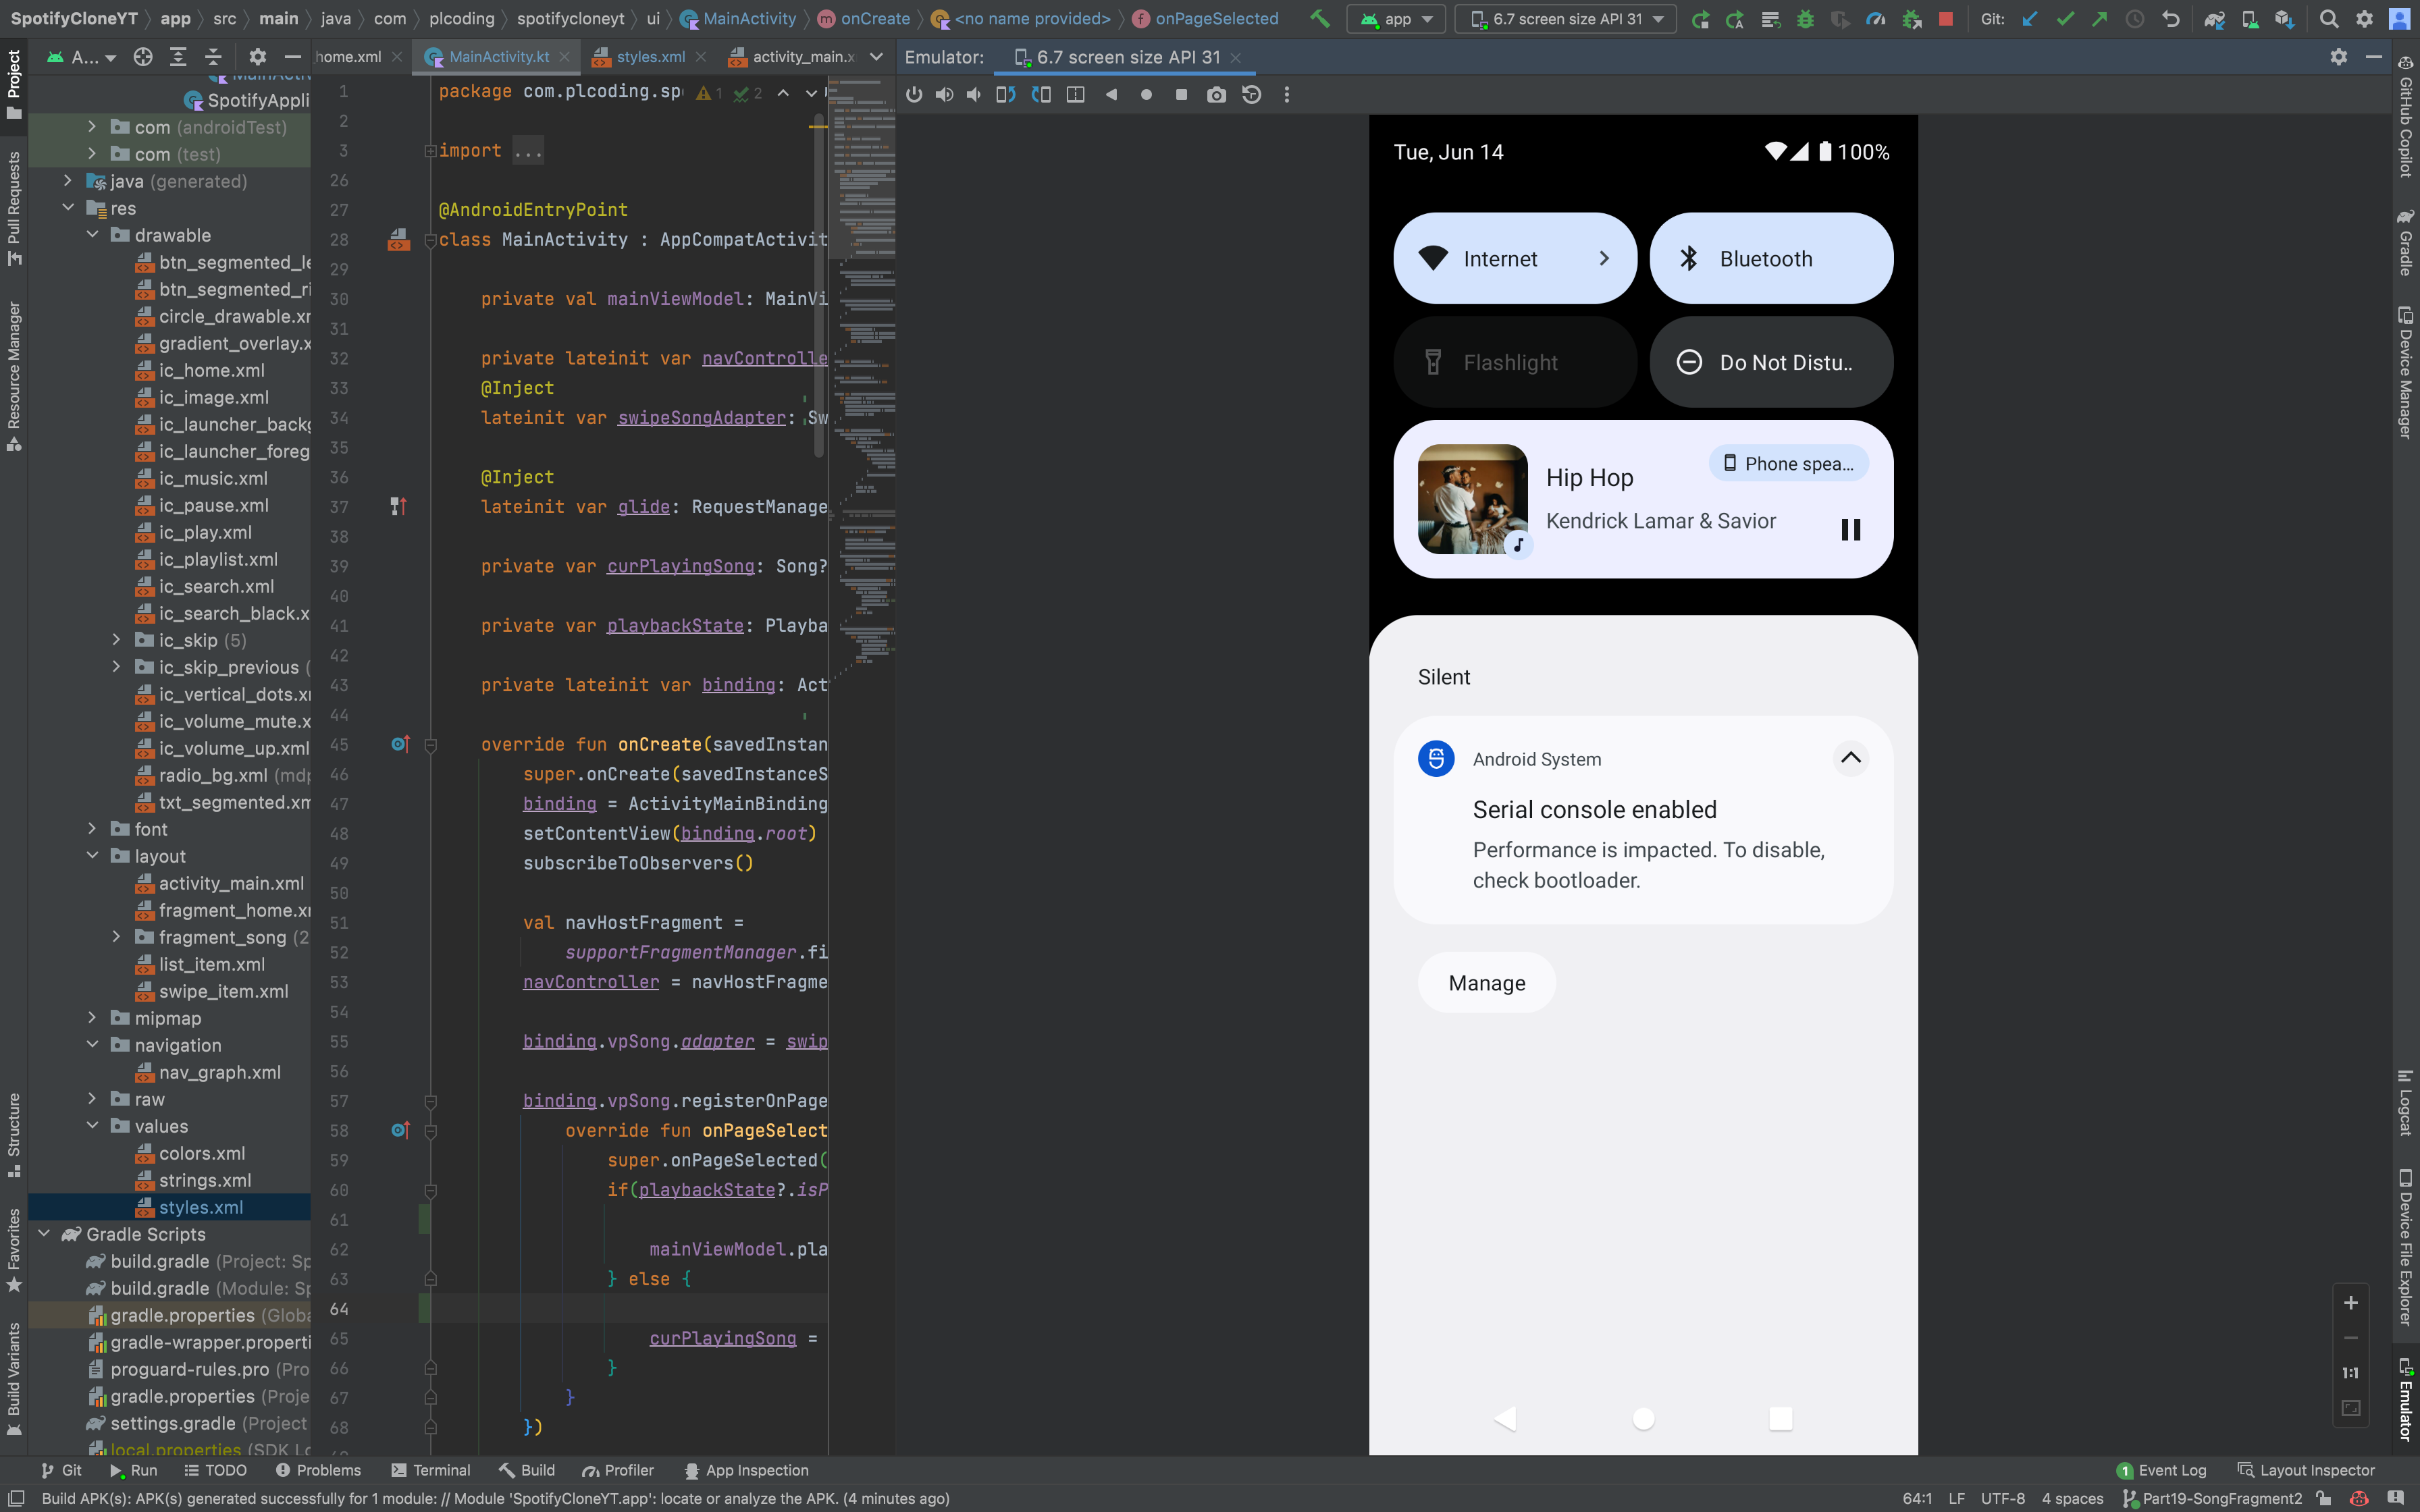 SpotifyCloneYT app src main java com plcoding spotifycloneyt ui MainActivity onCreate <no name provided> onPageSelected
app
6.7 screen size API 31
Git:
A...
home.xml
MainActivity.kt
styles.xml
activity_main.x
Emulator:
6.7 screen size API 31
Project
Pull Requests
Resource Manager
Structure
Favorites
Build Variants
SpotifyAppli
com (androidTest)
com (test)
java (generated)
res
drawable
btn_segmented_le
btn_segmented_ri
circle_drawable.xr
gradient_overlay.x
ic_home.xml
ic_image.xml
ic_launcher_backg
ic_launcher_foreg
ic_music.xml
ic_pause.xml
ic_play.xml
ic_playlist.xml
ic_search.xml
ic_search_black.x
ic_skip (5)
ic_skip_previous (
ic_vertical_dots.xr
ic_volume_mute.x
ic_volume_up.xml
radio_bg.xml (mdp
txt_segmented.xm
font
layout
activity_main.xml
fragment_home.xr
fragment_song (2
list_item.xml
swipe_item.xml
mipmap
navigation
nav_graph.xml
raw
values
colors.xml
strings.xml
styles.xml
Gradle Scripts
build.gradle (Project: Sp
build.gradle (Module: Sp
gradle.properties (Globa
gradle-wrapper.properti
proguard-rules.pro (Pro
gradle.properties (Proje
settings.gradle (Project
local.properties (SDK Lo
1 package com.plcoding.sp 1 2
2
3 import ...
26
27 @AndroidEntryPoint
28 class MainActivity : AppCompatActivit
29
30 private val mainViewModel: MainVi
31
32 private lateinit var navControlle
33 @Inject
34 lateinit var swipeSongAdapter: Sw
35
36 @Inject
37 lateinit var glide: RequestManage
38
39 private var curPlayingSong: Song?
40
41 private var playbackState: Playba
42
43 private lateinit var binding: Act
44
45 override fun onCreate(savedInstan
46 super.onCreate(savedInstanceS
47 binding = ActivityMainBinding
48 setContentView(binding.root)
49 subscribeToObservers()
50
51 val navHostFragment =
52 supportFragmentManager.fi
53 navController = navHostFragme
54
55 binding.vpSong.adapter = swip
56
57 binding.vpSong.registerOnPage
58 override fun onPageSelect
59 super.onPageSelected(
60 if(playbackState?.isP
61
62 mainViewModel.pla
63 } else {
64
65 curPlayingSong =
66 }
67 }
68 })
Tue, Jun 14
100%
Internet
Bluetooth
Flashlight
Do Not Distu..
Phone spea...
Hip Hop
Kendrick Lamar & Savior
Silent
Android System
Serial console enabled
Performance is impacted. To disable,
check bootloader.
Manage
1:1
GitHub Copilot
Gradle
Device Manager
Logcat
Device File Explorer
Emulator
Git
Run
TODO
Problems
Terminal
Build
Profiler
App Inspection
1 Event Log
Layout Inspector
Build APK(s): APK(s) generated successfully for 1 module: // Module 'SpotifyCloneYT.app': locate or analyze the APK. (4 minutes ago)
64:1 LF UTF-8 4 spaces Part19-SongFragment2